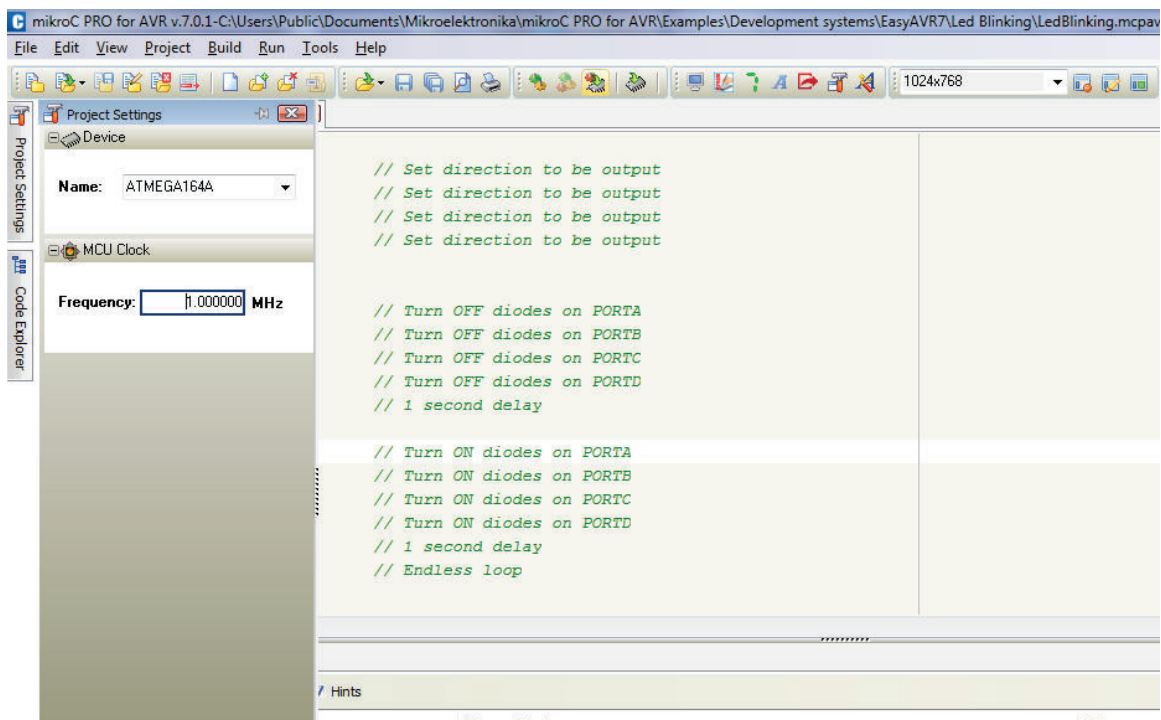 mikroC PRO for AVR v.7.0.1-C:\Users\Public\Documents\Mikroelektronika\mikroC PRO for AVR\Examples\Development systems\EasyAVR7\Led Blinking\LedBlinking.mcpav
File Edit View Project Build Run Tools Help
1024x768
Project Settings
Device
Name: ATMEGA164A
MCU Clock
Frequency: 1.000000 MHz
Project Settings
Code Explorer
// Set direction to be output
// Set direction to be output
// Set direction to be output
// Set direction to be output
// Turn OFF diodes on PORTA
// Turn OFF diodes on PORTB
// Turn OFF diodes on PORTC
// Turn OFF diodes on PORTD
// 1 second delay
// Turn ON diodes on PORTA
// Turn ON diodes on PORTB
// Turn ON diodes on PORTC
// Turn ON diodes on PORTD
// 1 second delay
// Endless loop
Hints